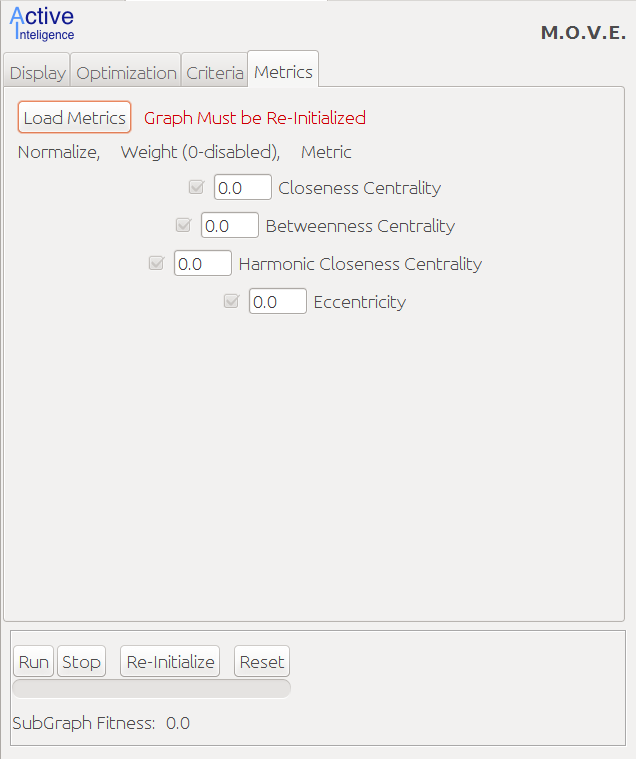 Active
Inteligence
M.O.V.E.
Display Optimization Criteria Metrics
Load Metrics Graph Must be Re-Initialized
Normalize, Weight (0-disabled), Metric
0.0 Closeness Centrality
0.0 Betweenness Centrality
0.0 Harmonic Closeness Centrality
0.0 Eccentricity
Run Stop Re-Initialize Reset
SubGraph Fitness: 0.0